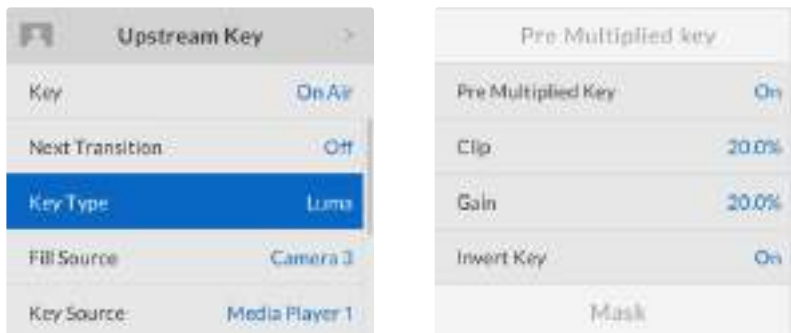 Upstream Key
Key On Air
Next Transition Off
Key Type Luma
Fill Source Camera 3
Key Source Media Player 1
Pre Multiplied key
Pre Multiplied Key On
Clip 20.0%
Gain 20.0%
Invert Key On
Mask